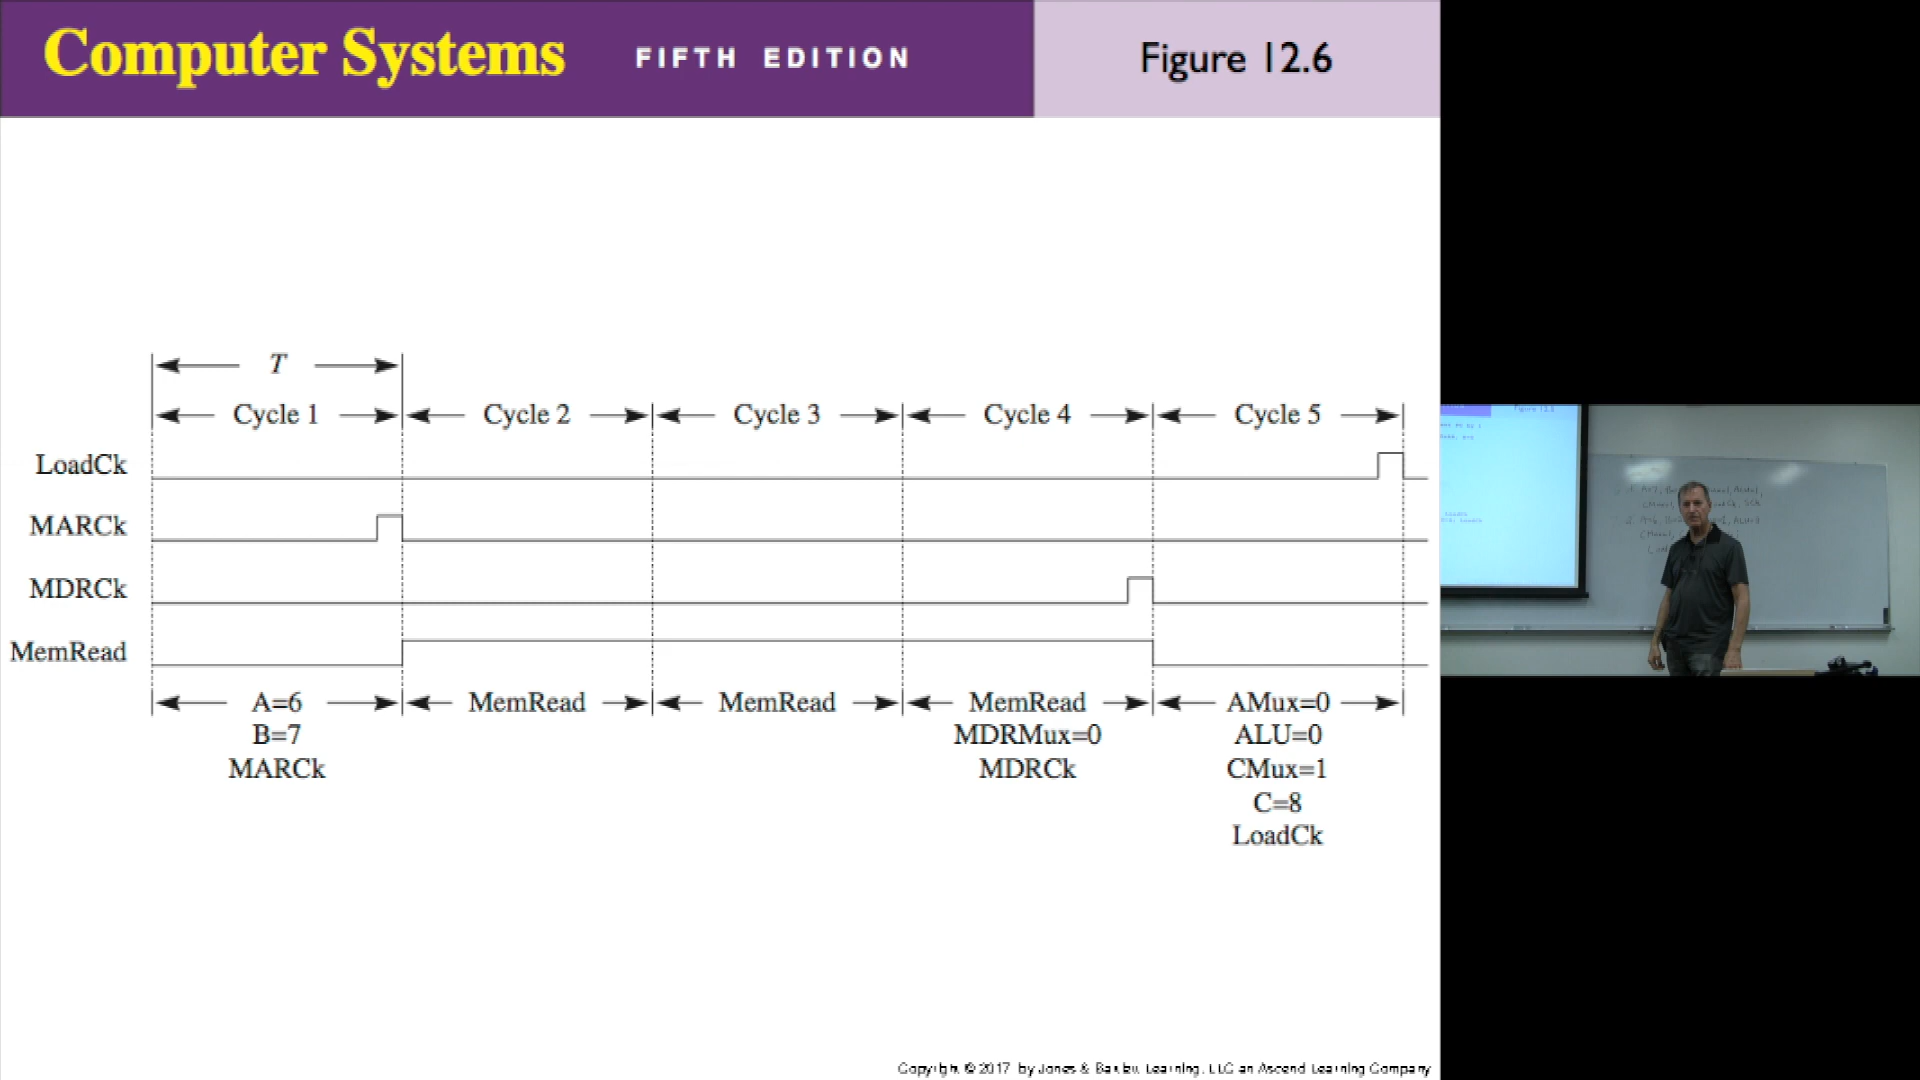 Computer Systems FIFTH EDITION Figure 12.6
T
Cycle 1 Cycle 2 Cycle 3 Cycle 4 Cycle 5
LoadCk
MARCk
MDRCk
MemRead
A=6 MemRead MemRead MemRead AMux=0
B=7 MDRMux=0 ALU=0
MARCk MDRCk CMux=1
C=8
LoadCk
Copyright © 2017 by Jones & Bartlett Learning, LLC an Ascend Learning Company